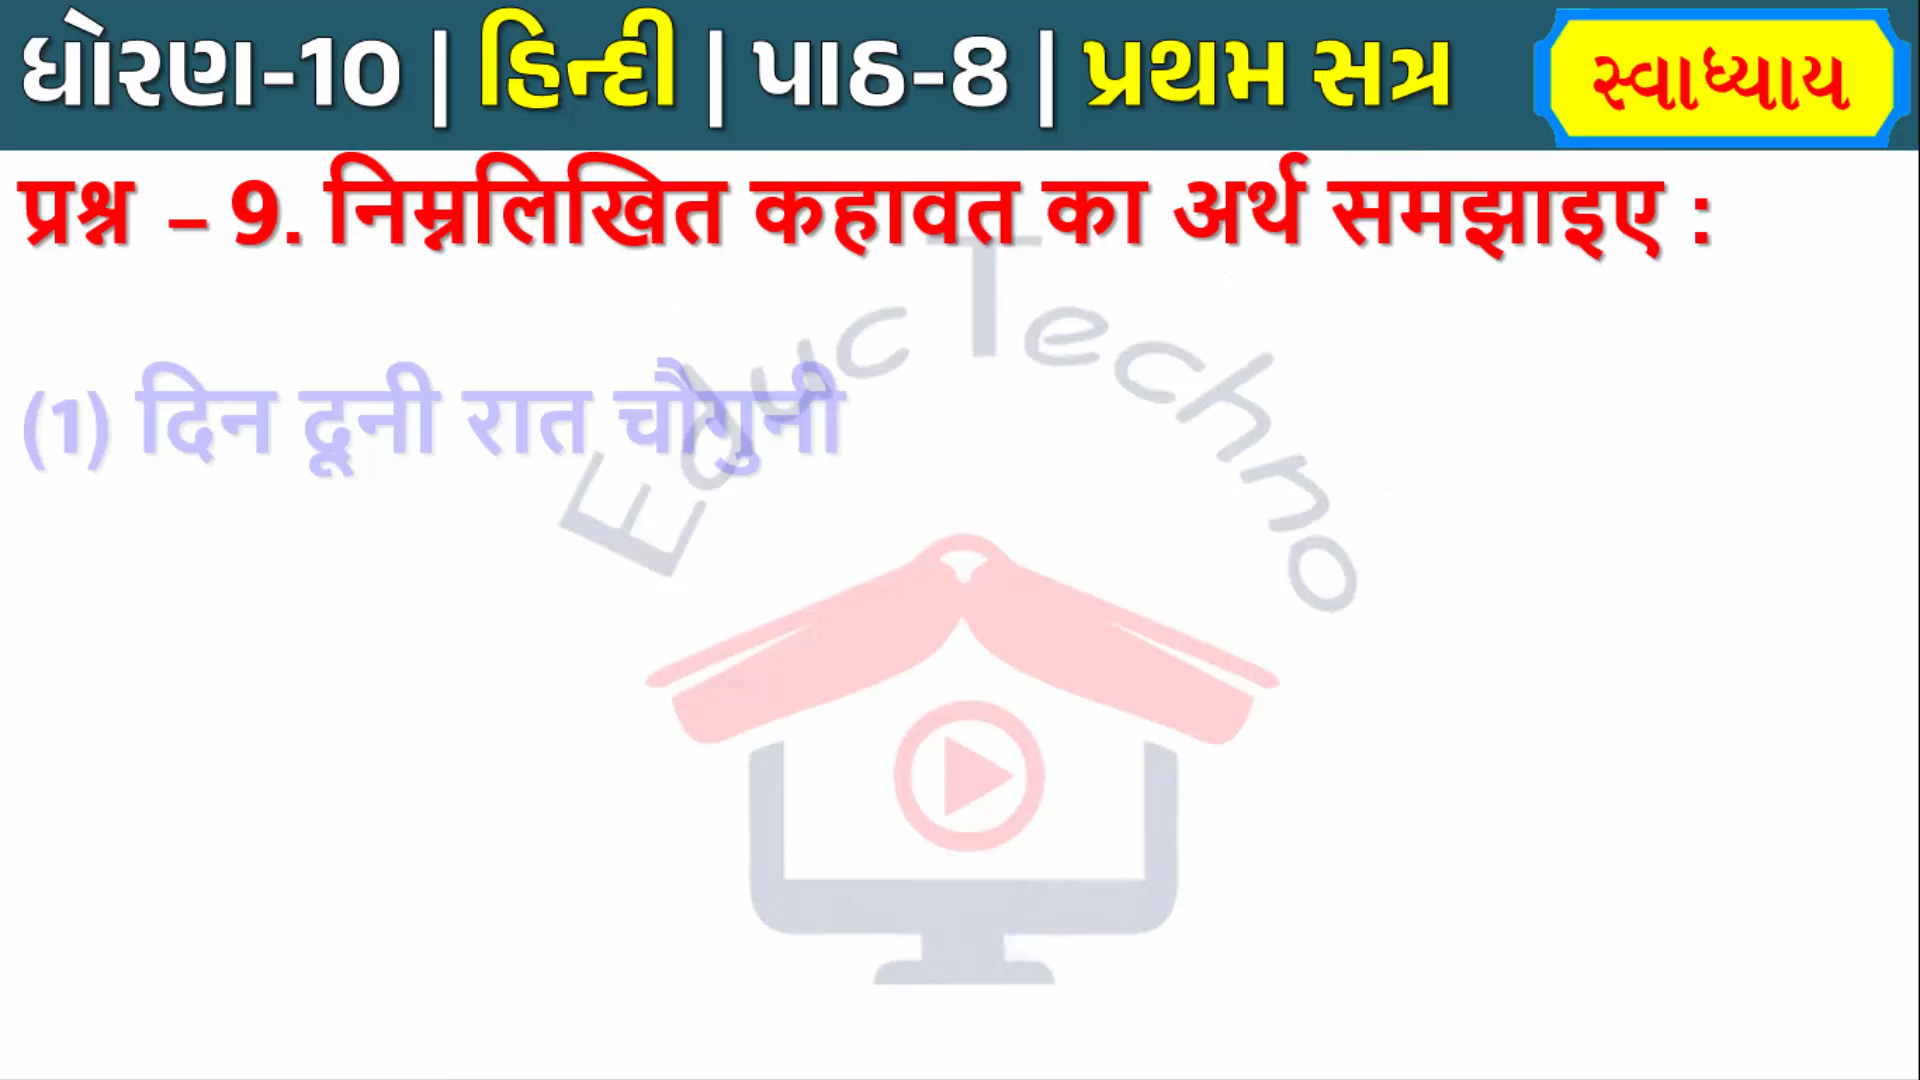 ધોરણ-10 | હિન્દી | પાઠ-8 | પ્રથમ સત્ર
સ્વાધ્યાય
प्रश्न – 9. निम्नलिखित कहावत का अर्थ समझाइए :
(1) दिन दूनी रात चौगुनी
EducTechno